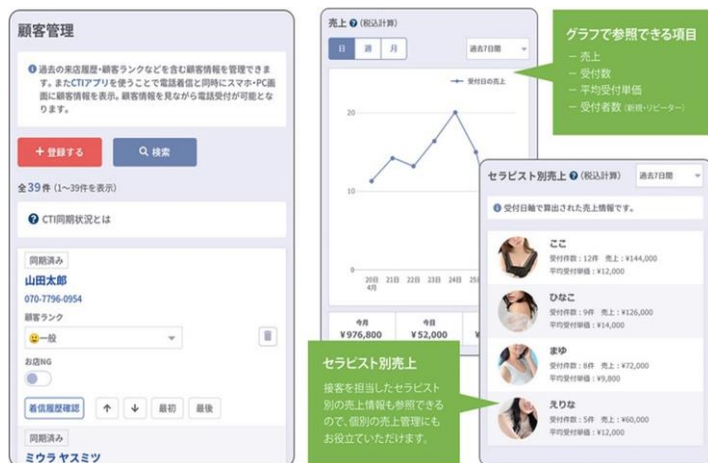 顧客管理
過去の来店履歴・顧客ランクなどを含む顧客情報を管理できま
す。またCTIアプリを使うことで電話着信と同時にスマホ・PC画
面に顧客情報を表示。顧客情報を見ながら電話受付が可能とな
ります。
+登録する
検索
全39件 (1〜39件を表示)
CTI同期状況とは
同期済み
山田太郎
070-7796-0954
顧客ランク
一般
お店NG
着信履歴確認 ↑ ↓ 最初 最後
同期済み
ミウラ ヤスミツ
売上 (税込計算)
日 週 月
過去7日間
受付日の売上
20
10
0
20日 21日 22日 23日 24日 25日
4月
今月 今日
¥976,800 ¥52,000
グラフで参照できる項目
― 売上
― 受付数
― 平均受付単価
― 受付者数 (新規・リピーター)
セラピスト別売上
接客を担当したセラピスト
別の売上情報も参照できる
ので、個別の売上管理にも
お役立ていただけます。
セラピスト別売上 (税込計算)
過去7日間
受付日軸で算出された売上情報です。
ここ
受付件数:12件 売上:¥144,000
平均受付単価:¥12,000
ひなこ
受付件数:9件 売上:¥126,000
平均受付単価:¥14,000
まゆ
受付件数:8件 売上:¥72,000
平均受付単価:¥9,800
えりな
受付件数:5件 売上:¥60,000
平均受付単価:¥12,000